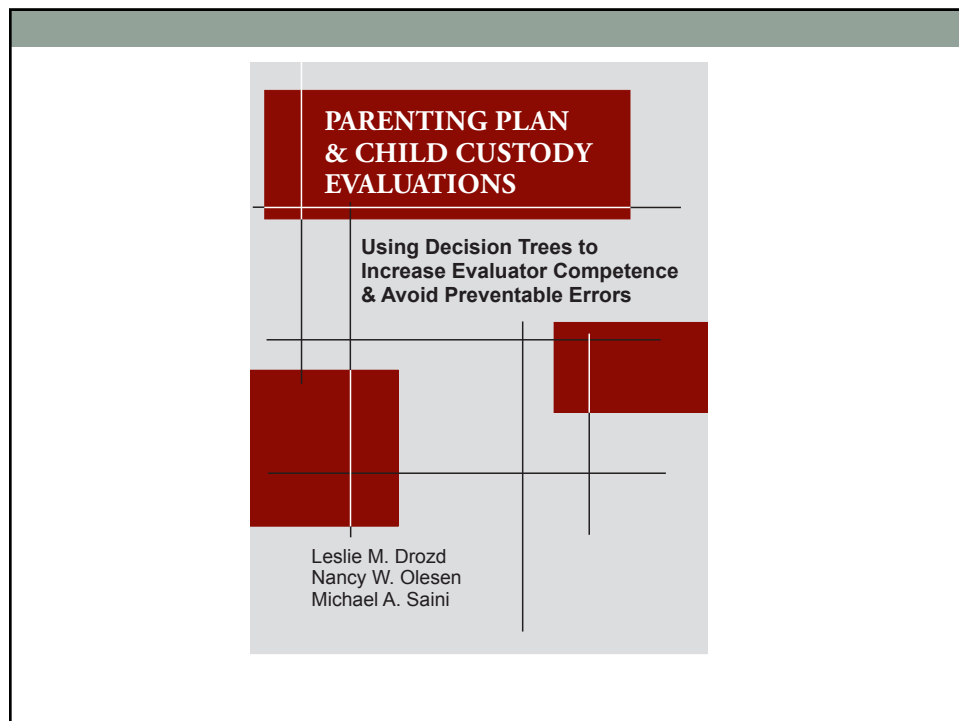 PARENTING PLAN
& CHILD CUSTODY
EVALUATIONS
Using Decision Trees to
Increase Evaluator Competence
& Avoid Preventable Errors
Leslie M. Drozd
Nancy W. Olesen
Michael A. Saini